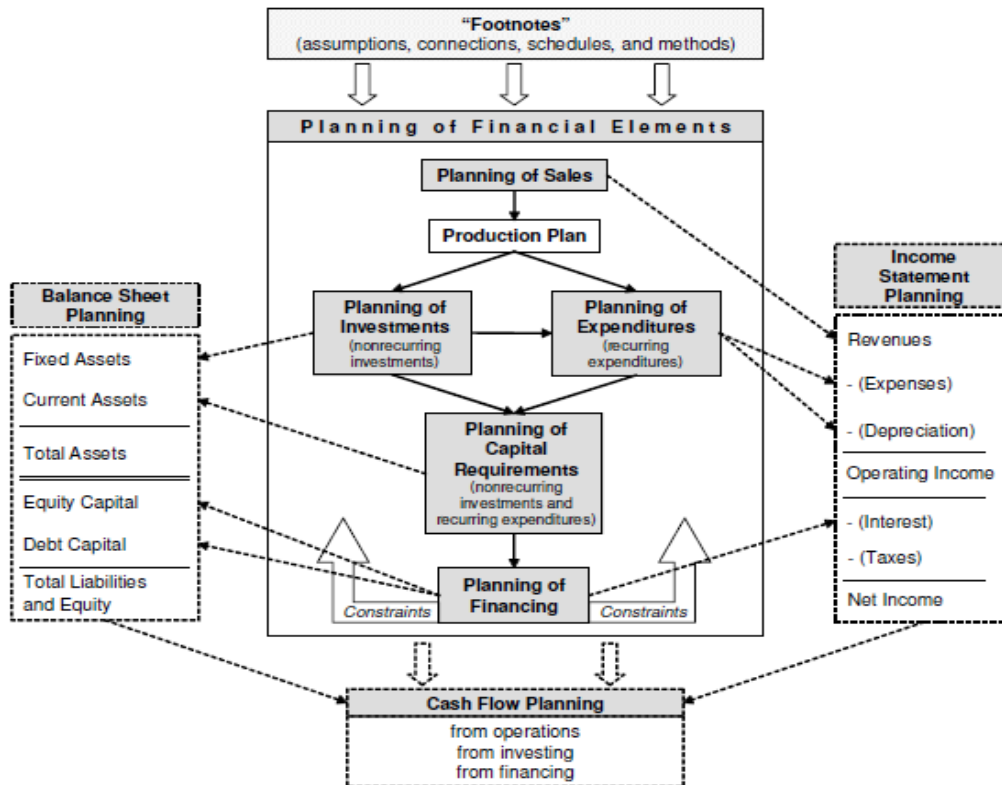 “Footnotes”
(assumptions, connections, schedules, and methods)
Planning of Financial Elements
Planning of Sales
Production Plan
Balance Sheet
Planning
Fixed Assets
Current Assets
Total Assets
Equity Capital
Debt Capital
Total Liabilities
and Equity
Planning of
Investments
(nonrecurring
investments)
Planning of
Expenditures
(recurring
expenditures)
Planning of
Capital
Requirements
(nonrecurring
investments and
recurring expenditures)
Planning of
Financing
Constraints
Constraints
Income
Statement
Planning
Revenues
- (Expenses)
- (Depreciation)
Operating Income
- (Interest)
- (Taxes)
Net Income
Cash Flow Planning
from operations
from investing
from financing